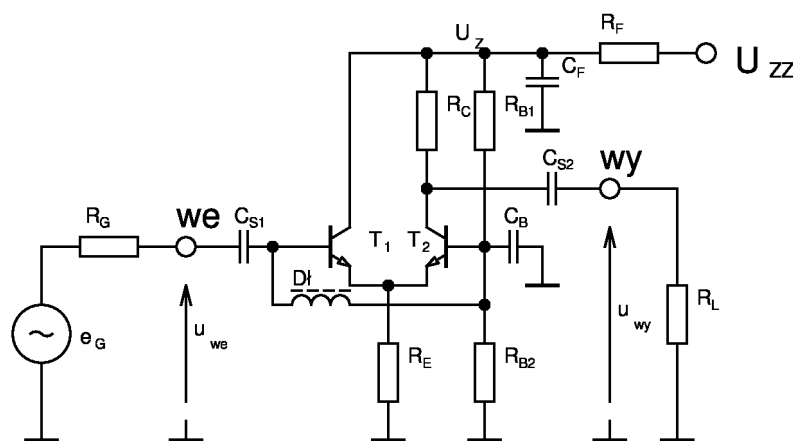 U z
R F
U ZZ
C F
R C
R B1
C S2
wy
R G
we
C S1
T 1
T 2
C B
Dł
e G
u we
R E
R B2
u wy
R L